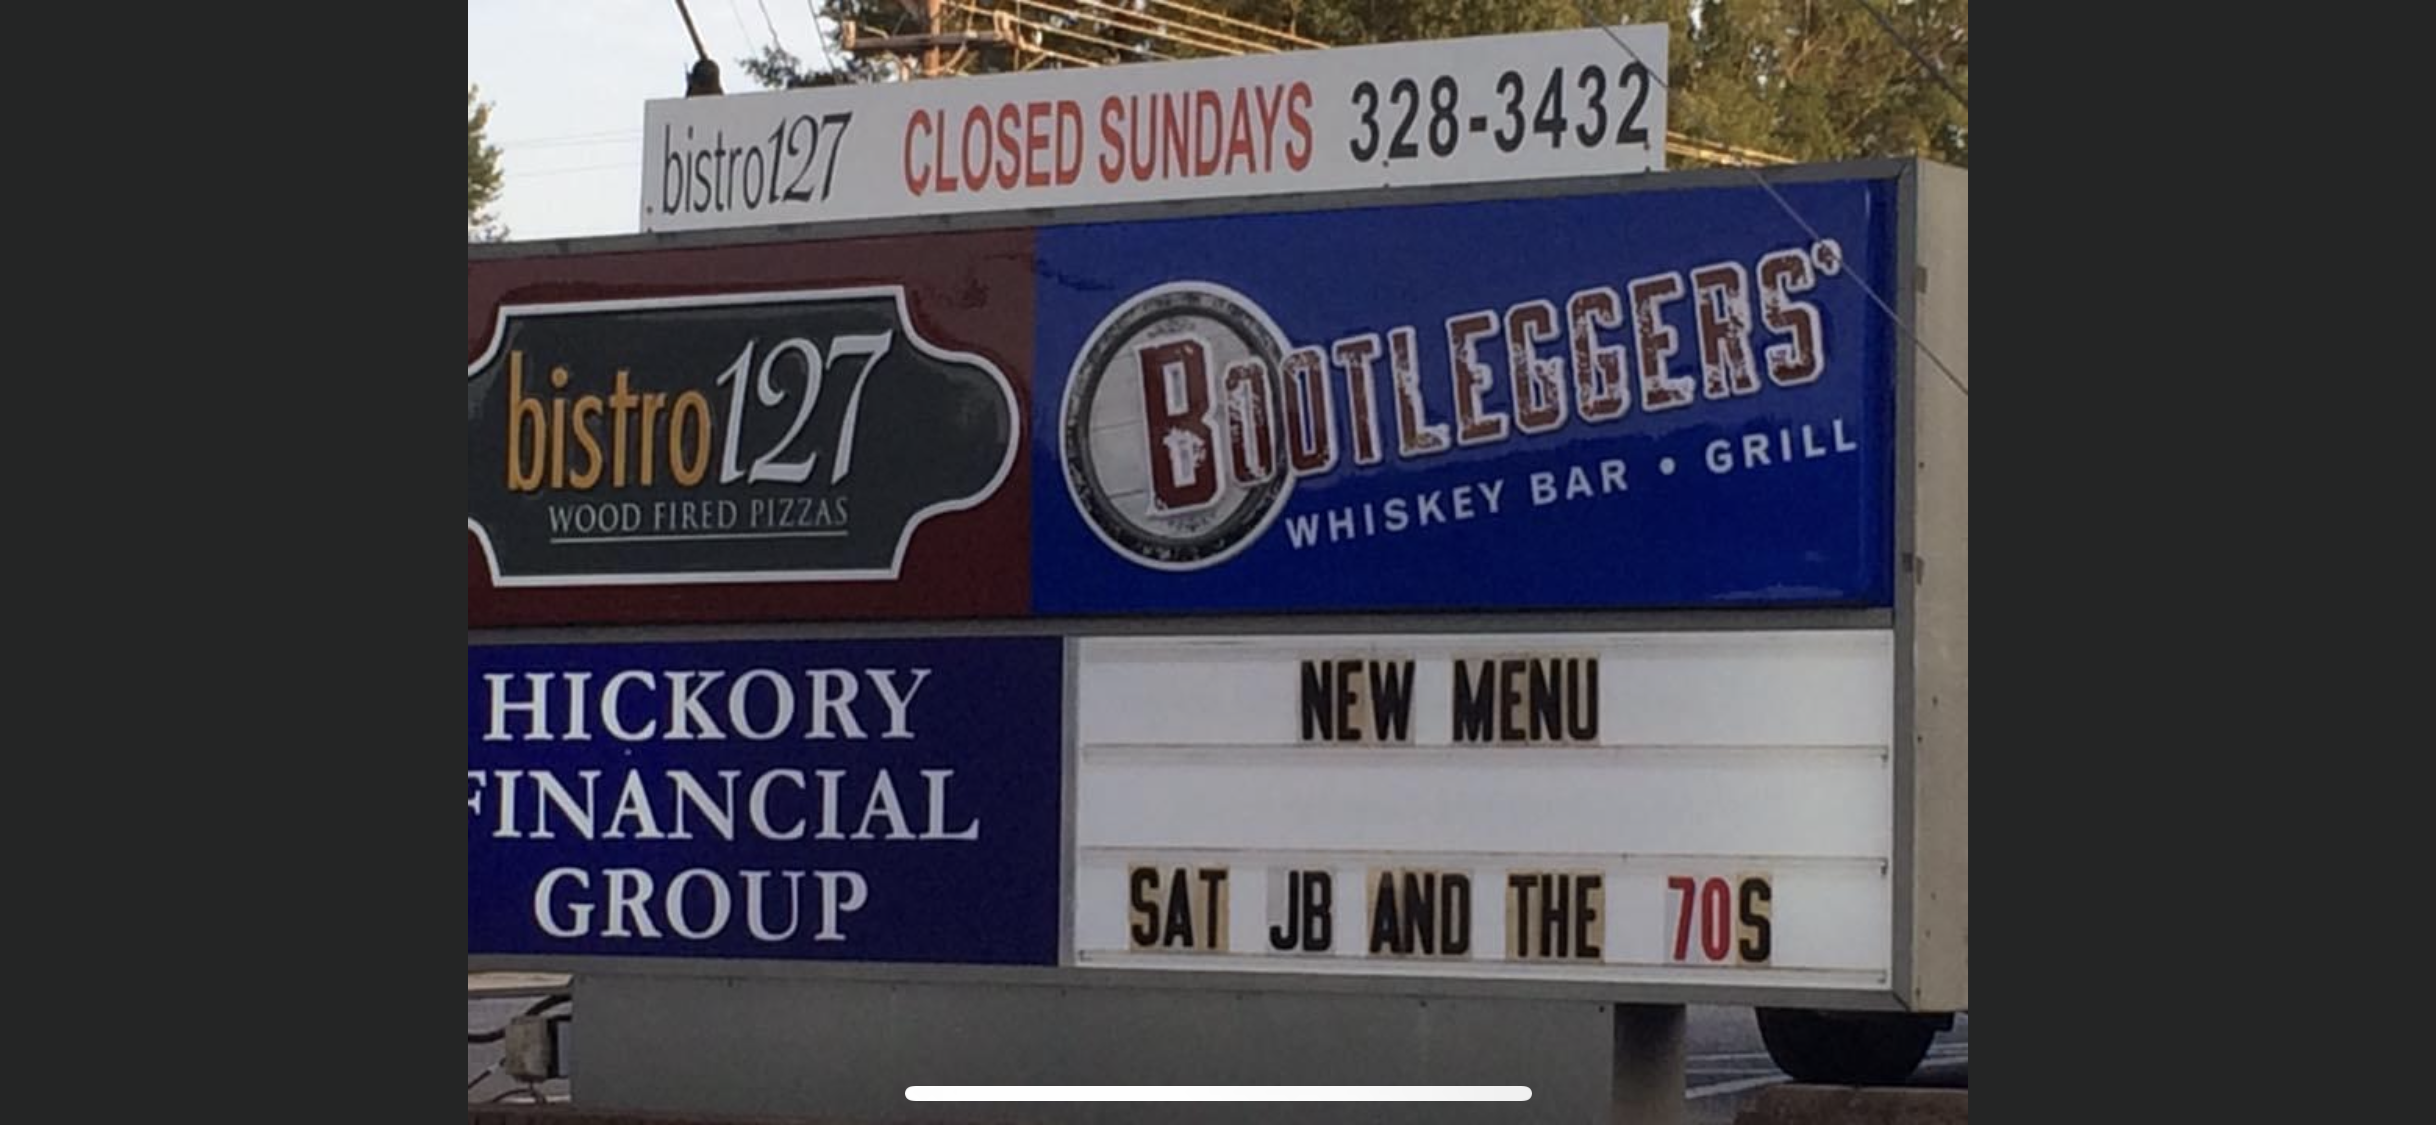 bistro127 CLOSED SUNDAYS 328-3432
bistro127
WOOD FIRED PIZZAS
BOOTLEGGERS
WHISKEY BAR • GRILL
HICKORY
FINANCIAL
GROUP
NEW MENU
SAT JB AND THE 70S